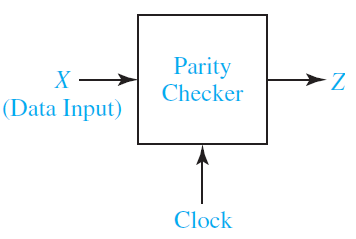 X
(Data Input)
Parity
Checker
Z
Clock